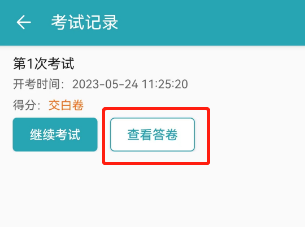 考试记录
第1次考试
开考时间：2023-05-24 11:25:20
得分：交白卷
继续考试 查看答卷